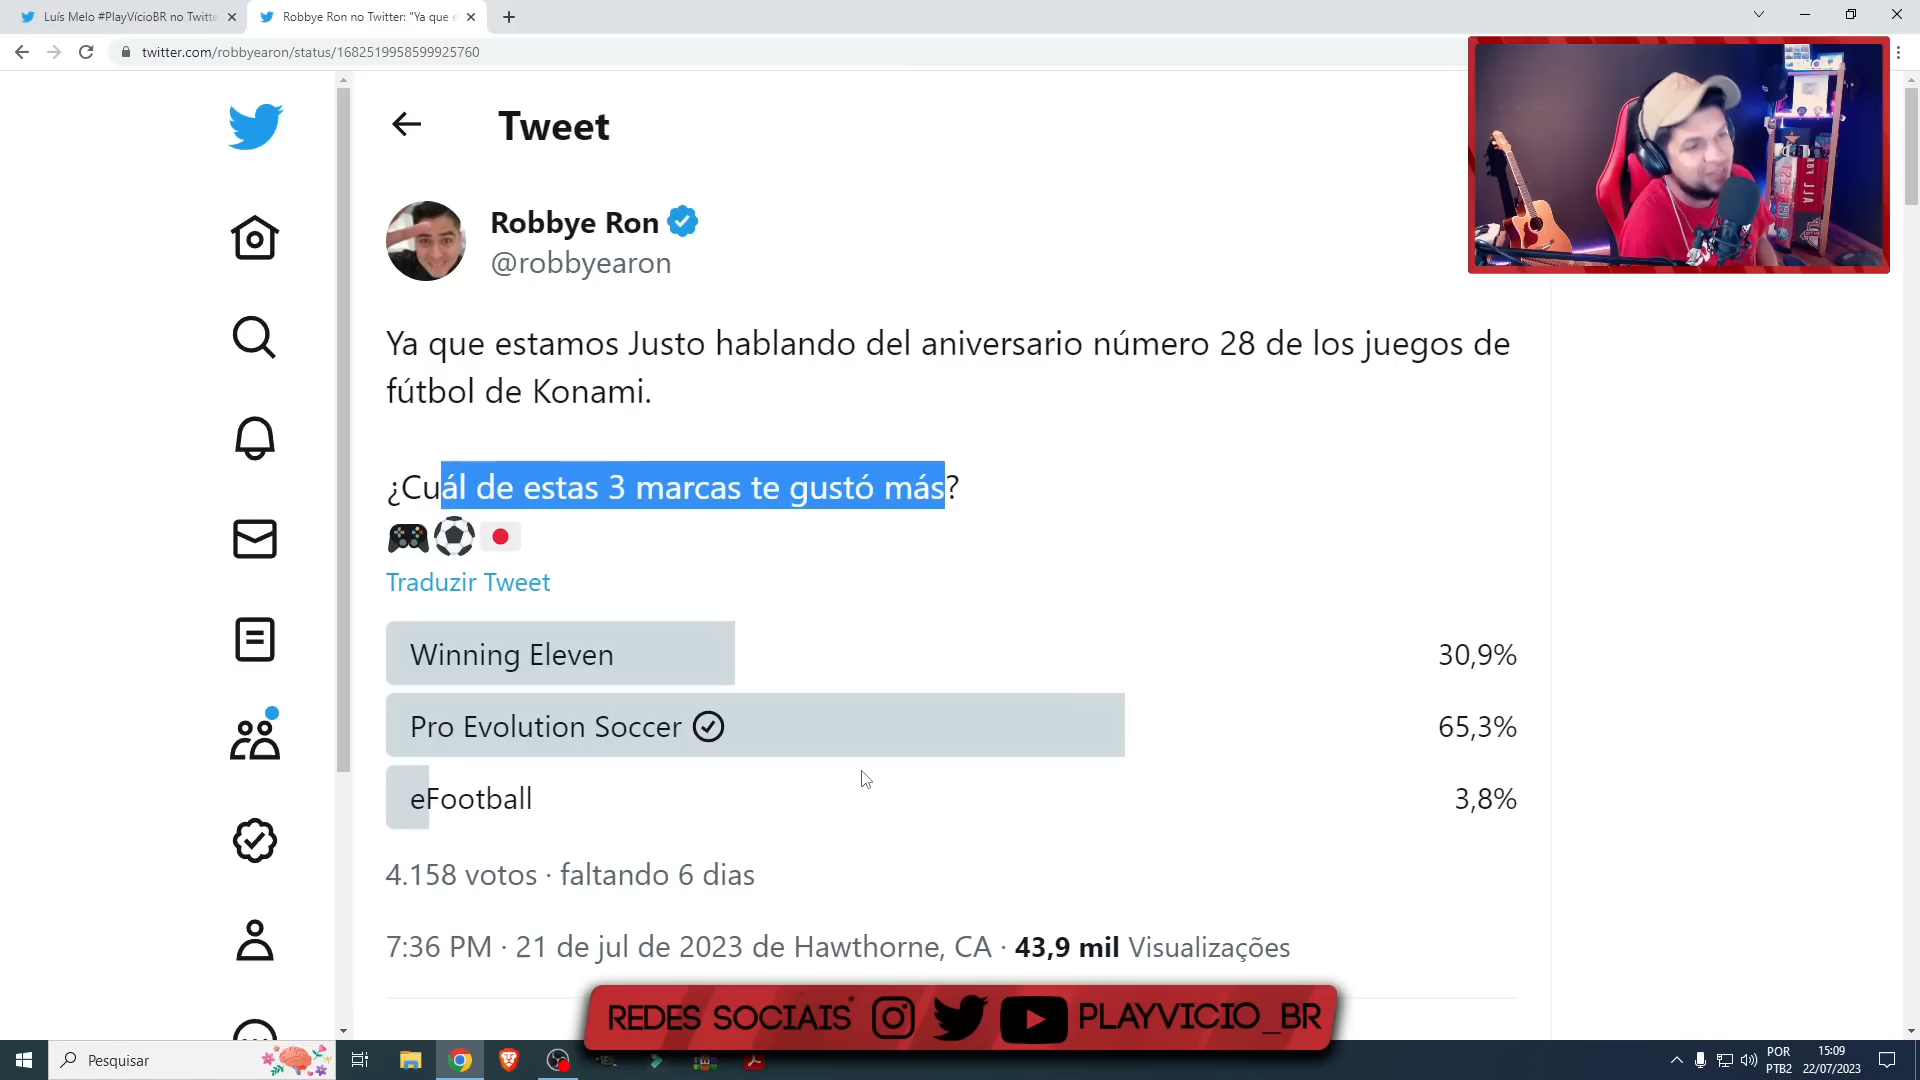 Luís Melo #PlayVícioBR no Twitte
Robbye Ron no Twitter: "Ya que e
twitter.com/robbyearon/status/1682519958599925760
Tweet
Robbye Ron
@robbyearon
Ya que estamos Justo hablando del aniversario número 28 de los juegos de
fútbol de Konami.
¿Cuál de estas 3 marcas te gustó más?
Traduzir Tweet
Winning Eleven 30,9%
Pro Evolution Soccer 65,3%
eFootball 3,8%
4.158 votos · faltando 6 dias
7:36 PM · 21 de jul de 2023 de Hawthorne, CA · 43,9 mil Visualizações
REDES SOCIAIS PLAYVICIO_BR
Pesquisar
POR
PTB2
15:09
22/07/2023